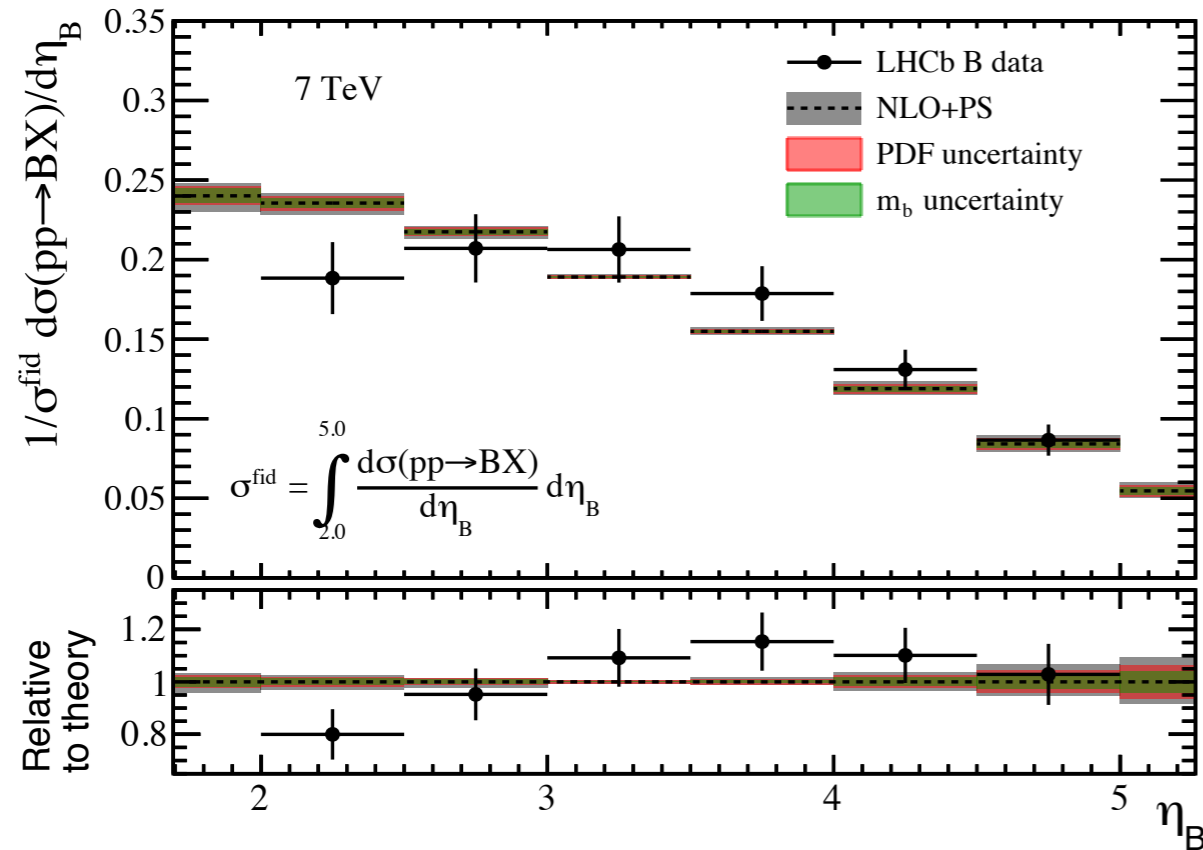 1/σ^fid dσ(pp→BX)/dη_B
0.35
0.3
0.25
0.2
0.15
0.1
0.05
0
7 TeV
LHCb B data
NLO+PS
PDF uncertainty
m_b uncertainty
σ^fid = ∫_2.0^5.0 dσ(pp→BX)/dη_B dη_B
Relative
to theory
1.2
1
0.8
2
3
4
5
η_B